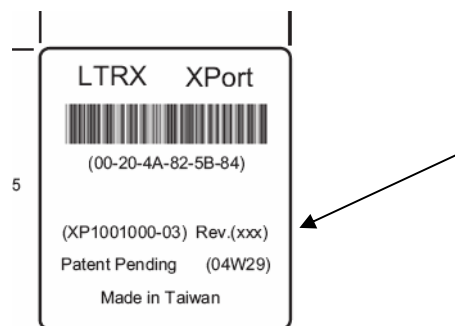 LTRX XPort
(00-20-4A-82-5B-84)
5
(XP1001000-03) Rev.(xxx)
Patent Pending (04W29)
Made in Taiwan